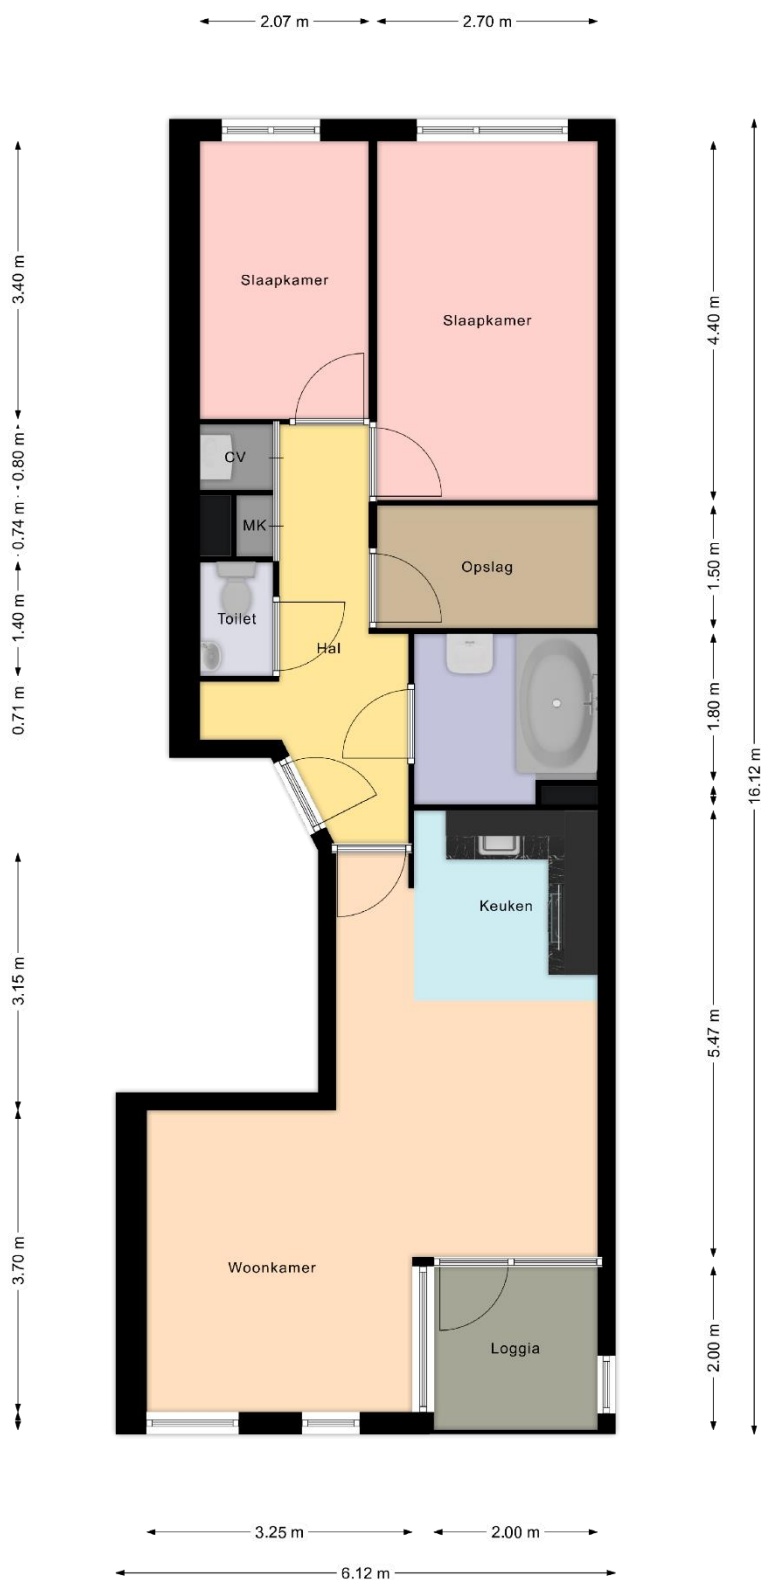 2.07 m
2.70 m
3.40 m
4.40 m
Slaapkamer
Slaapkamer
CV
0.80 m
MK
0.74 m
Opslag
1.50 m
Toilet
1.40 m
Hal
0.71 m
1.80 m
16.12 m
Keuken
3.15 m
5.47 m
Woonkamer
3.70 m
Loggia
2.00 m
3.25 m
2.00 m
6.12 m